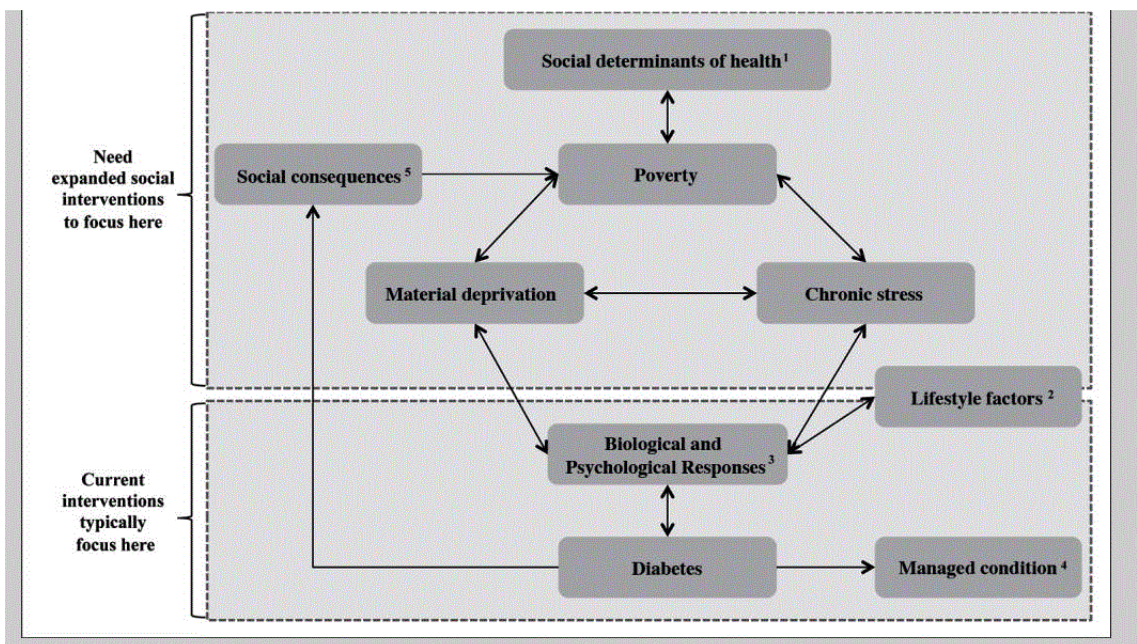 Social determinants of health 1
Need
expanded social
interventions
to focus here
Social consequences 5
Poverty
Material deprivation
Chronic stress
Lifestyle factors 2
Biological and
Psychological Responses 3
Current
interventions
typically
focus here
Diabetes
Managed condition 4